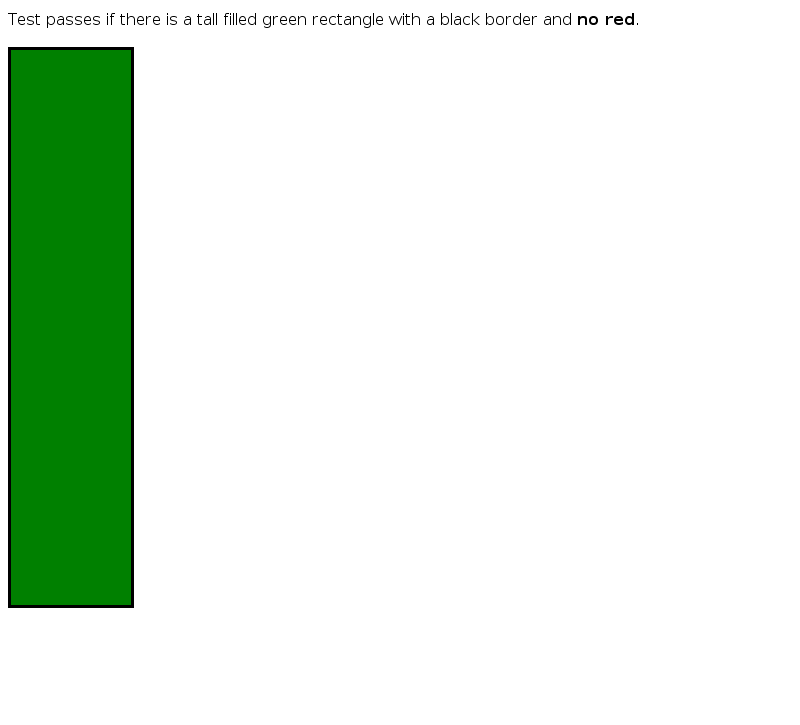 Test passes if there is a tall filled green rectangle with a black border and no red.